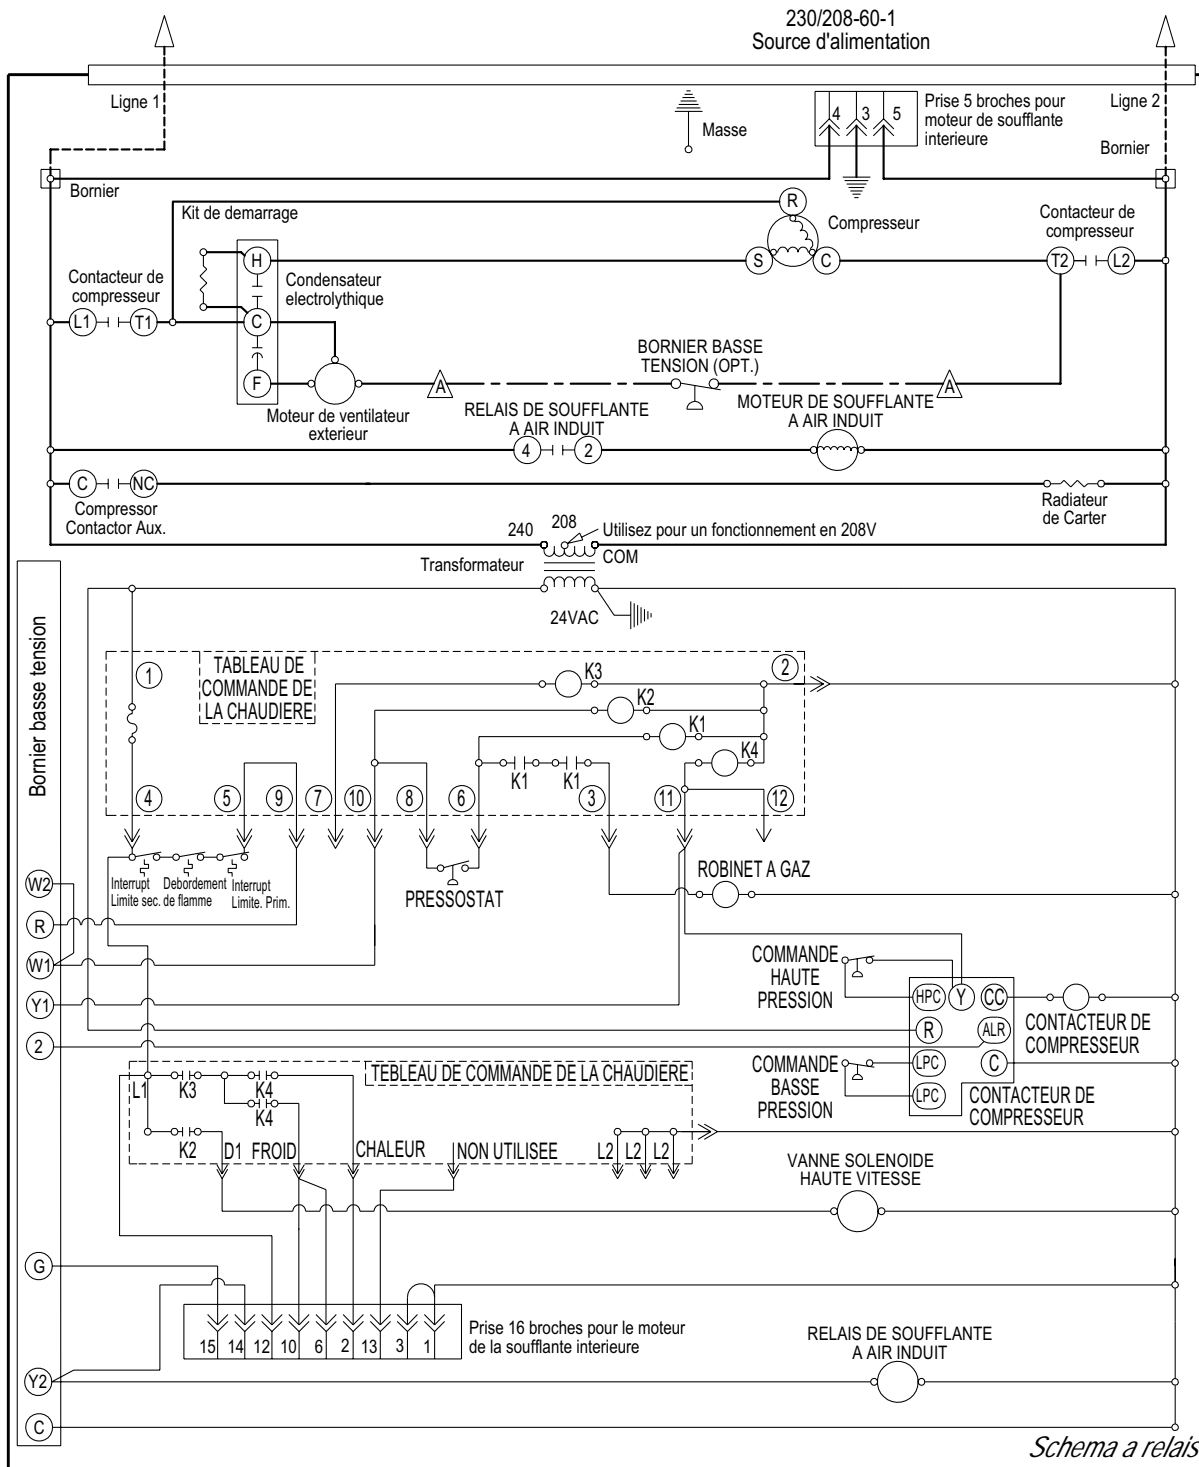 230/208-60-1
Source d'alimentation
Ligne 1
Masse
4 3 5
Prise 5 broches pour
moteur de soufflante
interieure
Ligne 2
Bornier
Bornier
Kit de demarrage
R
Compresseur
Contacteur de
compresseur
H
S
C
T2
L2
Contacteur de
compresseur
Condensateur
electrolythique
L1
T1
C
BORNIER BASSE
TENSION (OPT.)
F
A
A
Moteur de ventilateur
exterieur
RELAIS DE SOUFFLANTE
A AIR INDUIT
MOTEUR DE SOUFFLANTE
A AIR INDUIT
4
2
C
NC
Compressor
Contactor Aux.
Radiateur
de Carter
240
208
Utilisez pour un fonctionnement en 208V
Transformateur
COM
24VAC
Bornier basse tension
1
TABLEAU DE
COMMANDE DE
LA CHAUDIERE
K3
2
K2
K1
K4
K1
K1
4
5
9
7
10
8
6
3
11
12
Interrupt
Limite sec.
Debordement
de flamme
Interrupt
Limite. Prim.
PRESSOSTAT
ROBINET A GAZ
W2
R
W1
Y1
2
COMMANDE
HAUTE
PRESSION
HPC
Y
CC
R
ALR
CONTACTEUR DE
COMPRESSEUR
COMMANDE
BASSE
PRESSION
LPC
C
LPC
CONTACTEUR DE
COMPRESSEUR
TEBLEAU DE COMMANDE DE LA CHAUDIERE
L1
K3
K4
K4
K2
D1
FROID
CHALEUR
NON UTILISEE
L2
L2
L2
VANNE SOLENOIDE
HAUTE VITESSE
G
15 14 12 10 6 2 13 3 1
Prise 16 broches pour le moteur
de la soufflante interieure
RELAIS DE SOUFFLANTE
A AIR INDUIT
Y2
C
Schema a relais